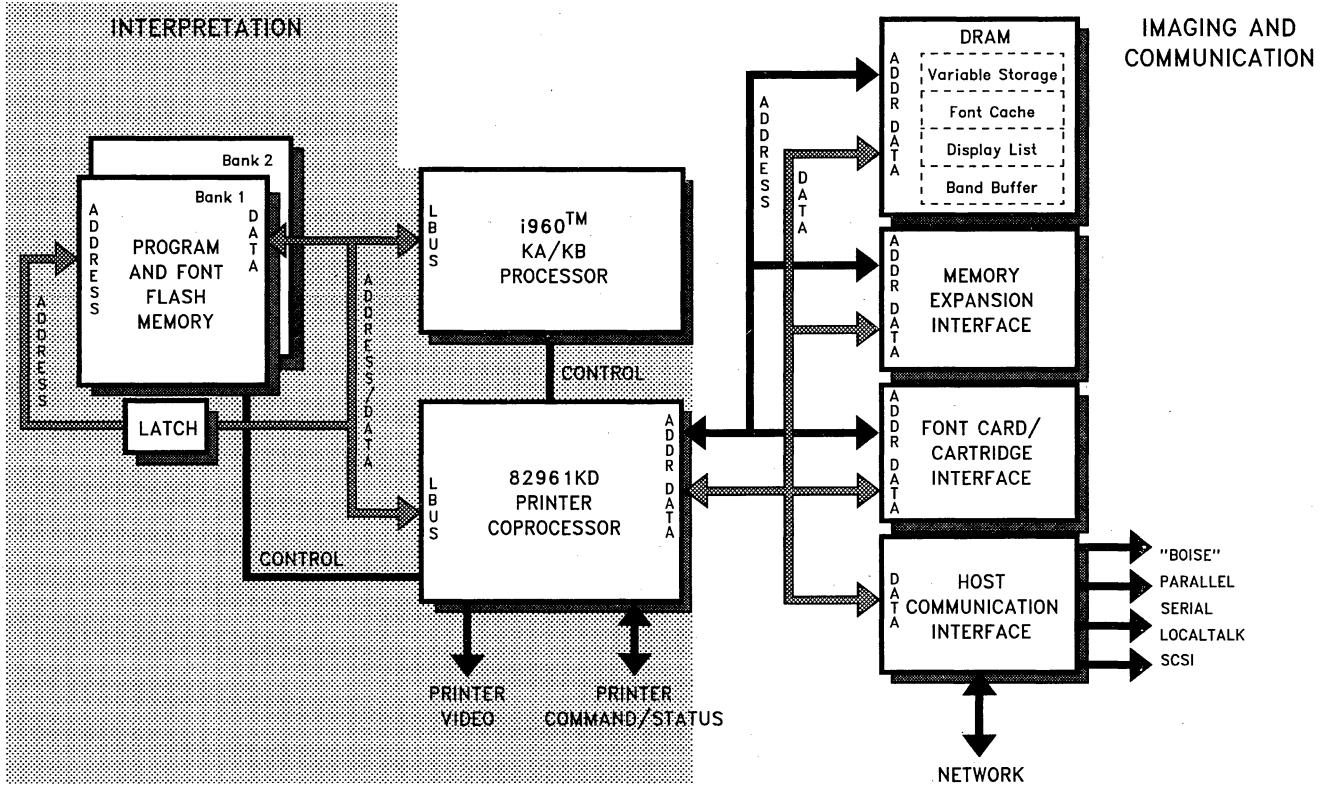 INTERPRETATION
IMAGING AND
COMMUNICATION
Bank 2
Bank 1
ADDRESS
DATA
PROGRAM
AND FONT
FLASH
MEMORY
ADDRESS
LATCH
ADDRESS/DATA
CONTROL
LBUS
i960™
KA/KB
PROCESSOR
CONTROL
LBUS
82961KD
PRINTER
COPROCESSOR
ADDR DATA
PRINTER
VIDEO
PRINTER
COMMAND/STATUS
ADDRESS
DATA
DRAM
ADDR DATA
Variable Storage
Font Cache
Display List
Band Buffer
ADDR DATA
MEMORY
EXPANSION
INTERFACE
ADDR DATA
FONT CARD/
CARTRIDGE
INTERFACE
DATA
HOST
COMMUNICATION
INTERFACE
"BOISE"
PARALLEL
SERIAL
LOCALTALK
SCSI
NETWORK